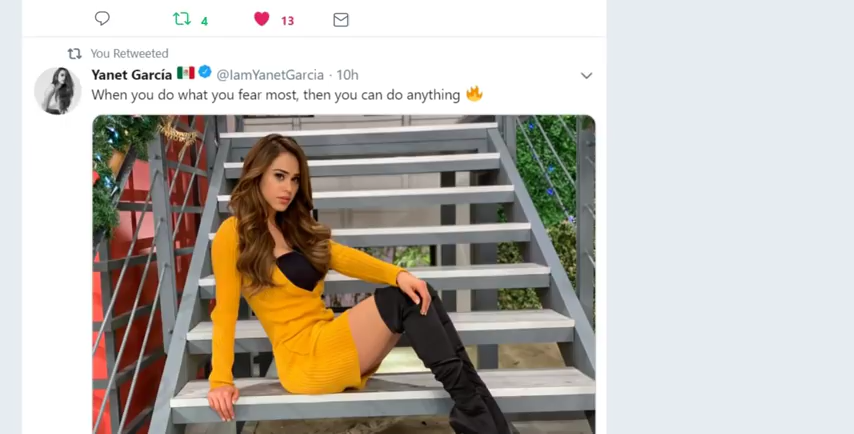 4 13
You Retweeted
Yanet García 🇲🇽 @IamYanetGarcia · 10h
When you do what you fear most, then you can do anything 🔥